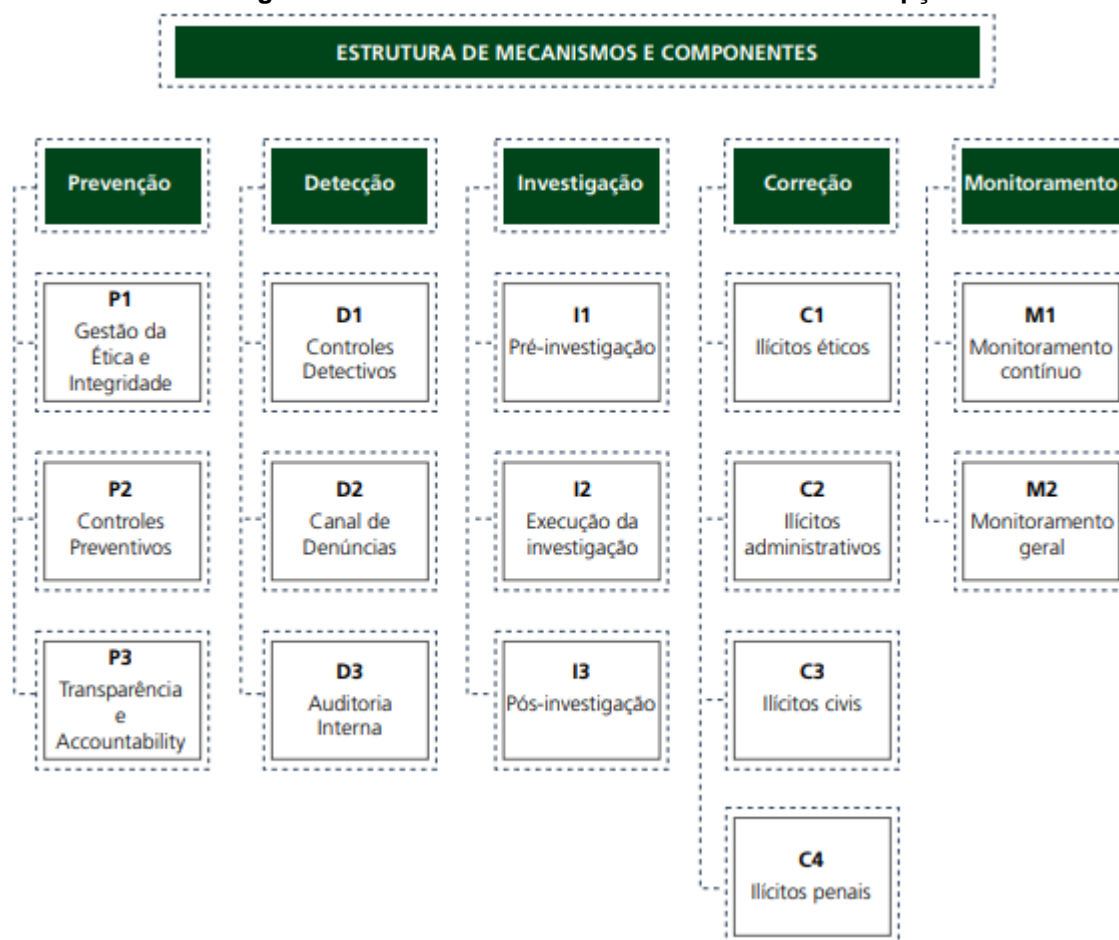 ESTRUTURA DE MECANISMOS E COMPONENTES
Prevenção
Detecção
Investigação
Correção
Monitoramento
P1
Gestão da
Ética e
Integridade
D1
Controles
Detectivos
I1
Pré-investigação
C1
Ilícitos éticos
M1
Monitoramento
contínuo
P2
Controles
Preventivos
D2
Canal de
Denúncias
I2
Execução da
investigação
C2
Ilícitos
administrativos
M2
Monitoramento
geral
P3
Transparência
e
Accountability
D3
Auditoria
Interna
I3
Pós-investigação
C3
Ilícitos civis
C4
Ilícitos penais